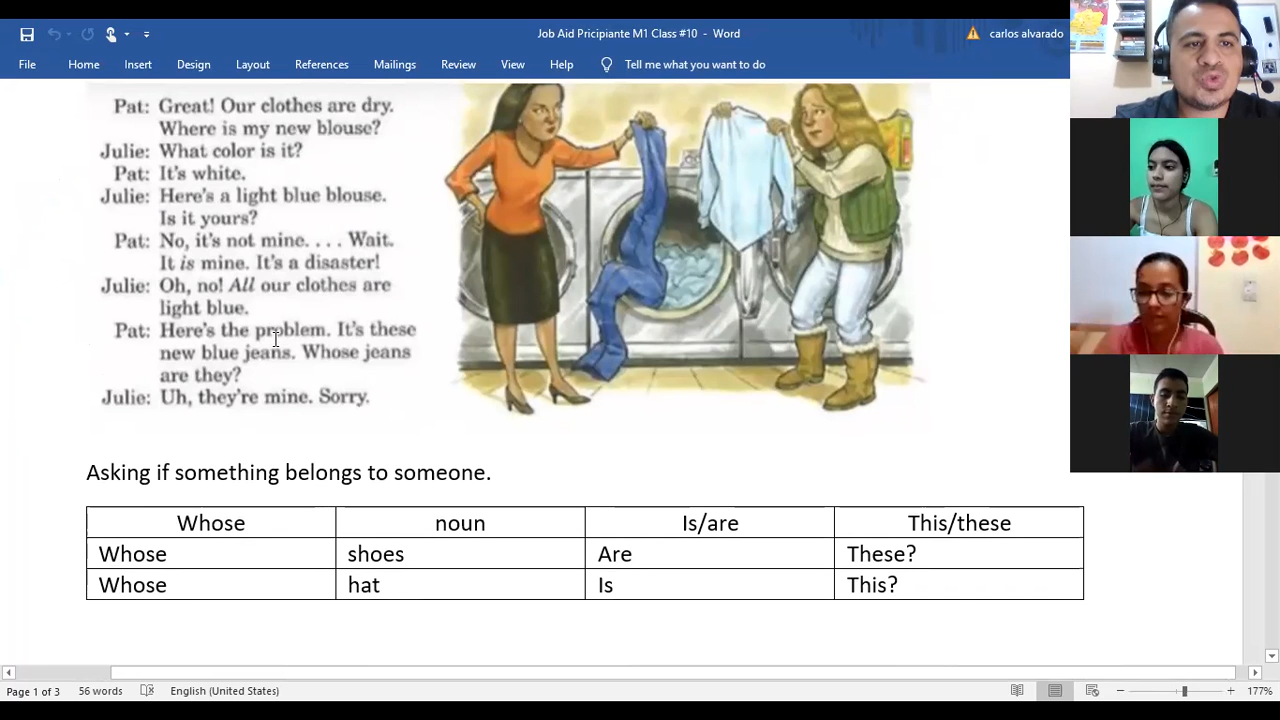 Job Aid Pricipiante M1 Class #10 - Word
carlos alvarado
File Home Insert Design Layout References Mailings Review View Help Tell me what you want to do
Pat: Great! Our clothes are dry.
Where is my new blouse?
Julie: What color is it?
Pat: It's white.
Julie: Here's a light blue blouse.
Is it yours?
Pat: No, it's not mine. . . . Wait.
It is mine. It's a disaster!
Julie: Oh, no! All our clothes are
light blue.
Pat: Here's the problem. It's these
new blue jeans. Whose jeans
are they?
Julie: Uh, they're mine. Sorry.
Asking if something belongs to someone.
Whose noun Is/are This/these
Whose shoes Are These?
Whose hat Is This?
Page 1 of 3 56 words English (United States) 177%